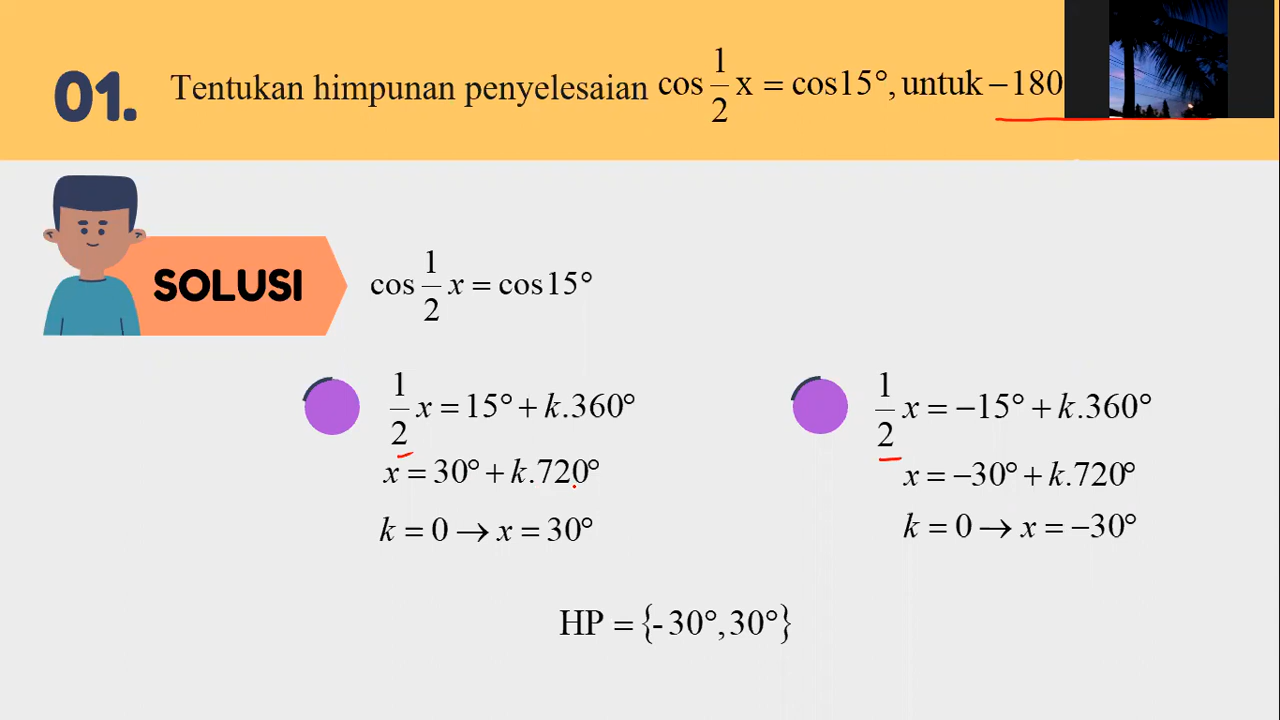 01. Tentukan himpunan penyelesaian cos 1/2 x = cos15°, untuk −180
SOLUSI
cos 1/2 x = cos15°
1/2 x = 15° + k.360°
x = 30° + k.720°
k = 0 → x = 30°
1/2 x = −15° + k.360°
x = −30° + k.720°
k = 0 → x = −30°
HP = {-30°, 30°}